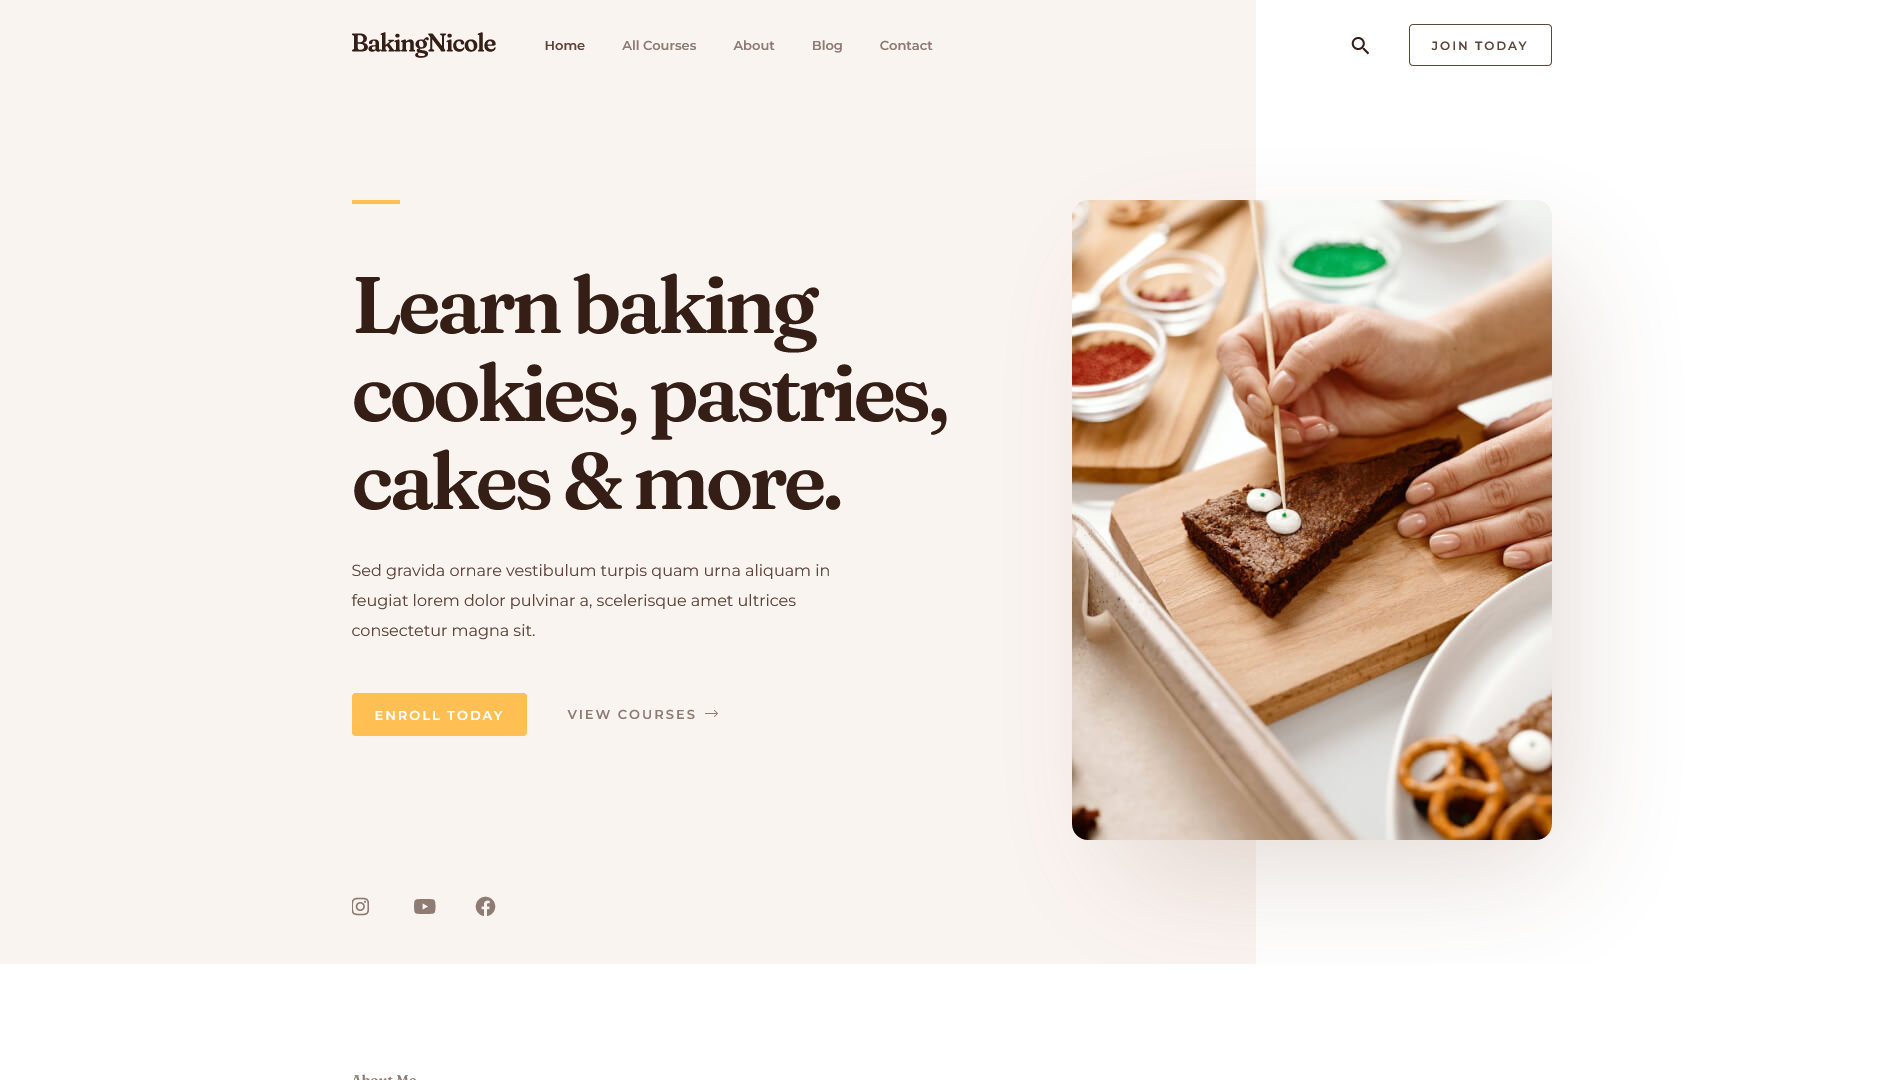 BakingNicole
Home All Courses About Blog Contact
JOIN TODAY
Learn baking
cookies, pastries,
cakes & more.
Sed gravida ornare vestibulum turpis quam urna aliquam in
feugiat lorem dolor pulvinar a, scelerisque amet ultrices
consectetur magna sit.
ENROLL TODAY
VIEW COURSES →
About Me